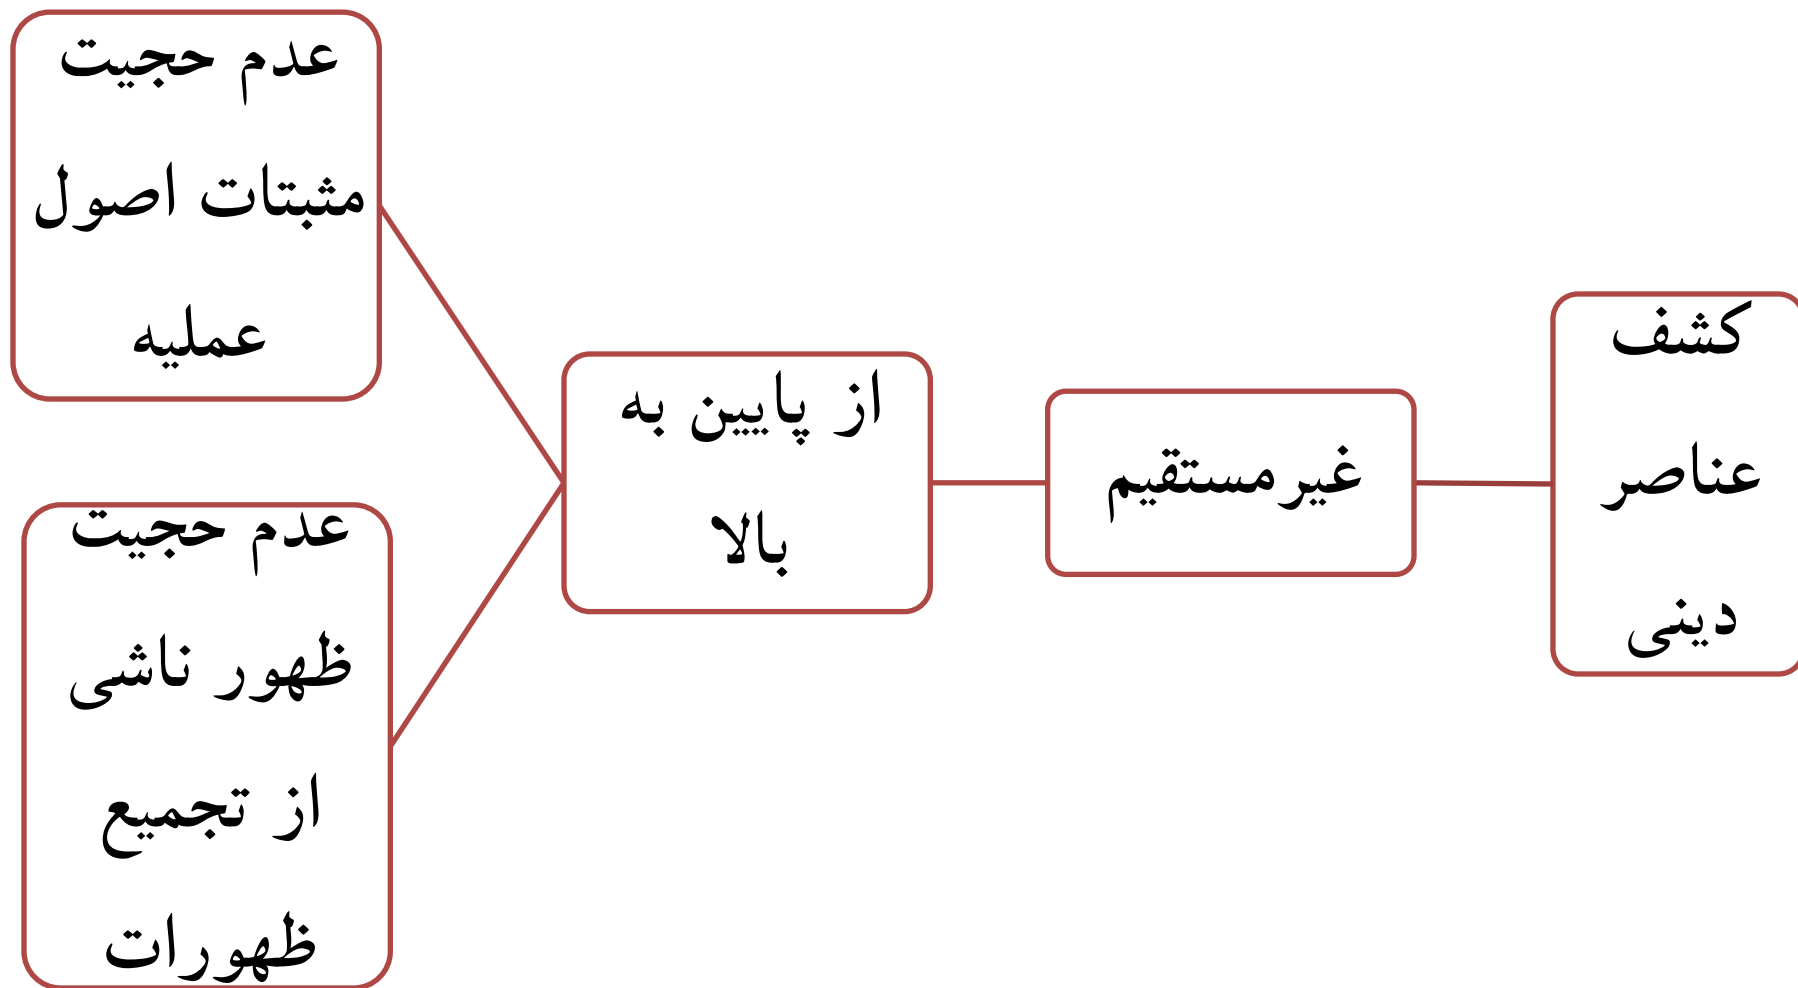 کشف
عناصر
دینی
غیرمستقیم
از پایین به
بالا
عدم حجیت
مثبتات اصول
عملیه
عدم حجیت
ظهور ناشی
از تجمیع
ظهورات